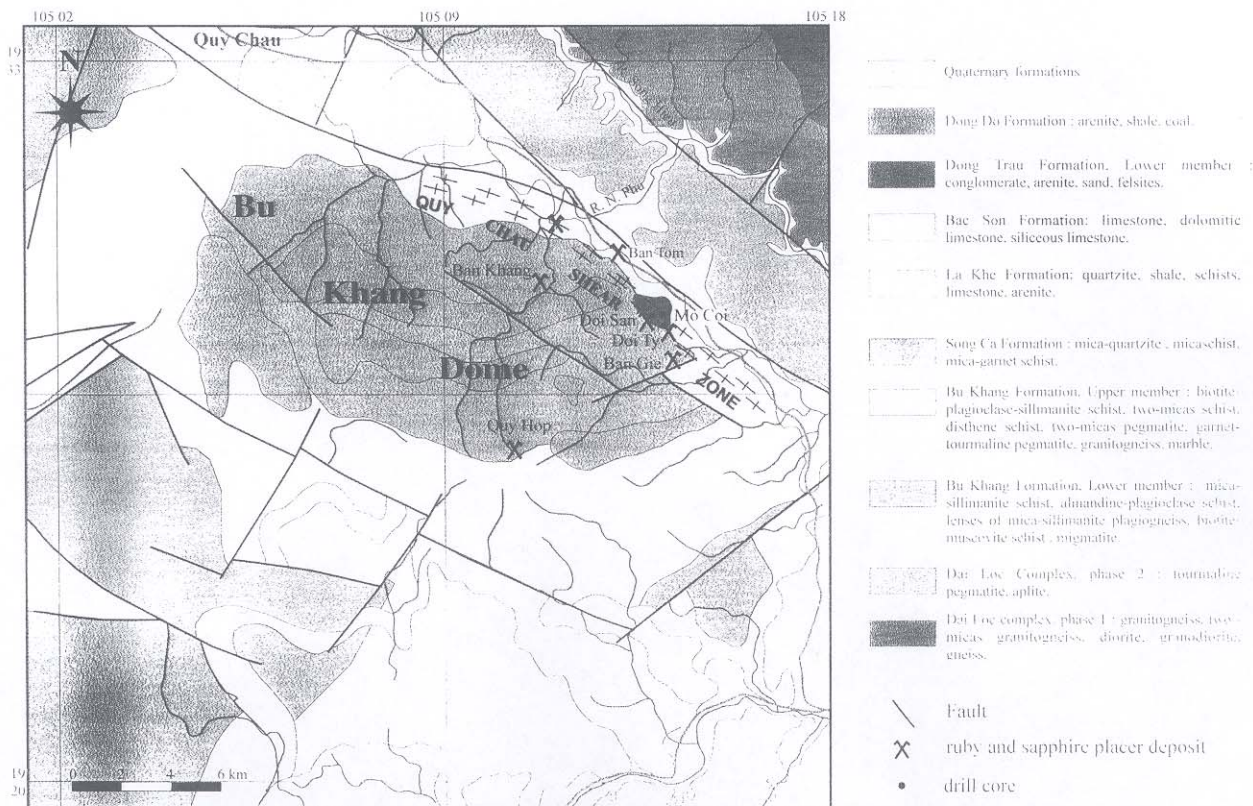 105 02
105 09
105 18
19
33
N
Quy Chau
R. N. Phu
Bu
QUY
CHAU
Ban Tom
Ban Khang
SHEAR
Khang
Mo Coi
Doi San
Doi Ty
Ban Gie
Dome
ZONE
Quy Hop
19
20
0 2 4 6 km
Quaternary formations
Dong Do Formation : arenite, shale, coal.
Dong Trau Formation, Lower member :
conglomerate, arenite, sand, felsites.
Bac Son Formation: limestone, dolomitic
limestone, siliceous limestone.
La Khe Formation: quartzite, shale, schists,
limestone, arenite.
Song Ca Formation : mica-quartzite , micaschist,
mica-garnet schist.
Bu Khang Formation, Upper member : biotite-
plagioclase-sillimanite schist, two-micas schist,
disthene schist, two-micas pegmatite, garnet-
tourmaline pegmatite, granitogneiss, marble.
Bu Khang Formation, Lower member : mica-
sillimanite schist, almandine-plagioclase schist,
lenses of mica-sillimanite plagiogneiss, biotite-
muscovite schist , migmatite.
Dai Loc Complex, phase 2 : tourmaline
pegmatite, aplite.
Dai Loc complex, phase 1 : granitogneiss, two-
micas granitogneiss, diorite, granodiorite,
gneiss.
Fault
ruby and sapphire placer deposit
drill core